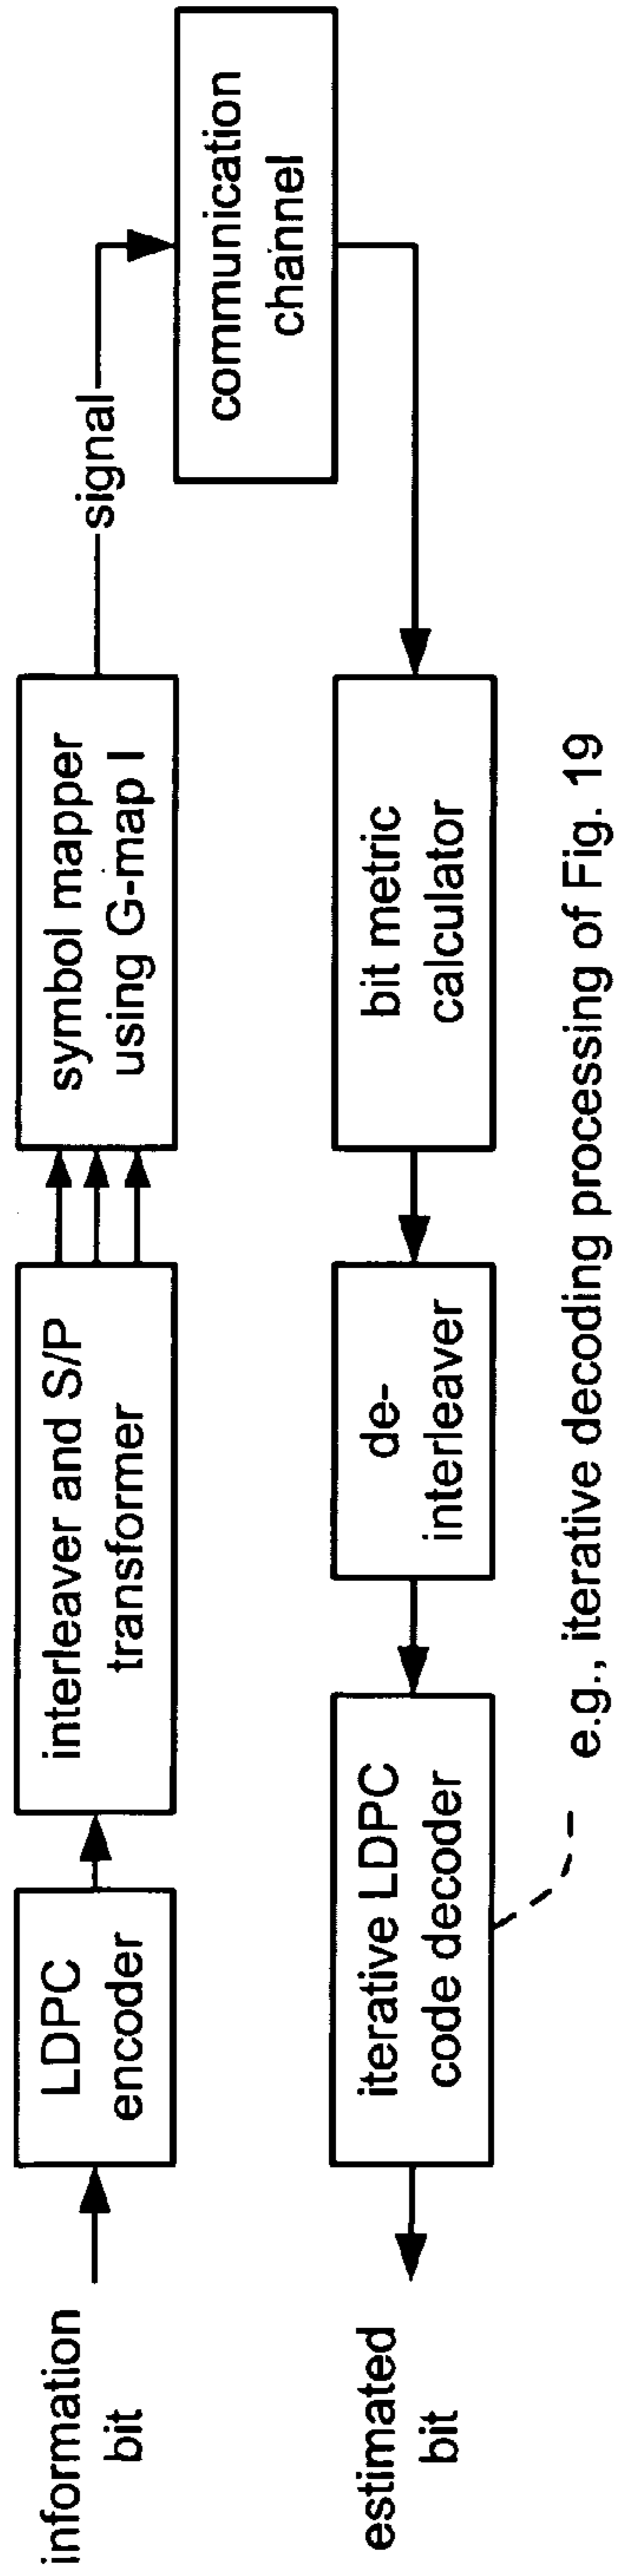 information
bit
LDPC
encoder
interleaver and S/P
transformer
symbol mapper
using G-map I
signal
communication
channel
bit metric
calculator
de-
interleaver
iterative LDPC
code decoder
estimated
bit
e.g., iterative decoding processing of Fig. 19